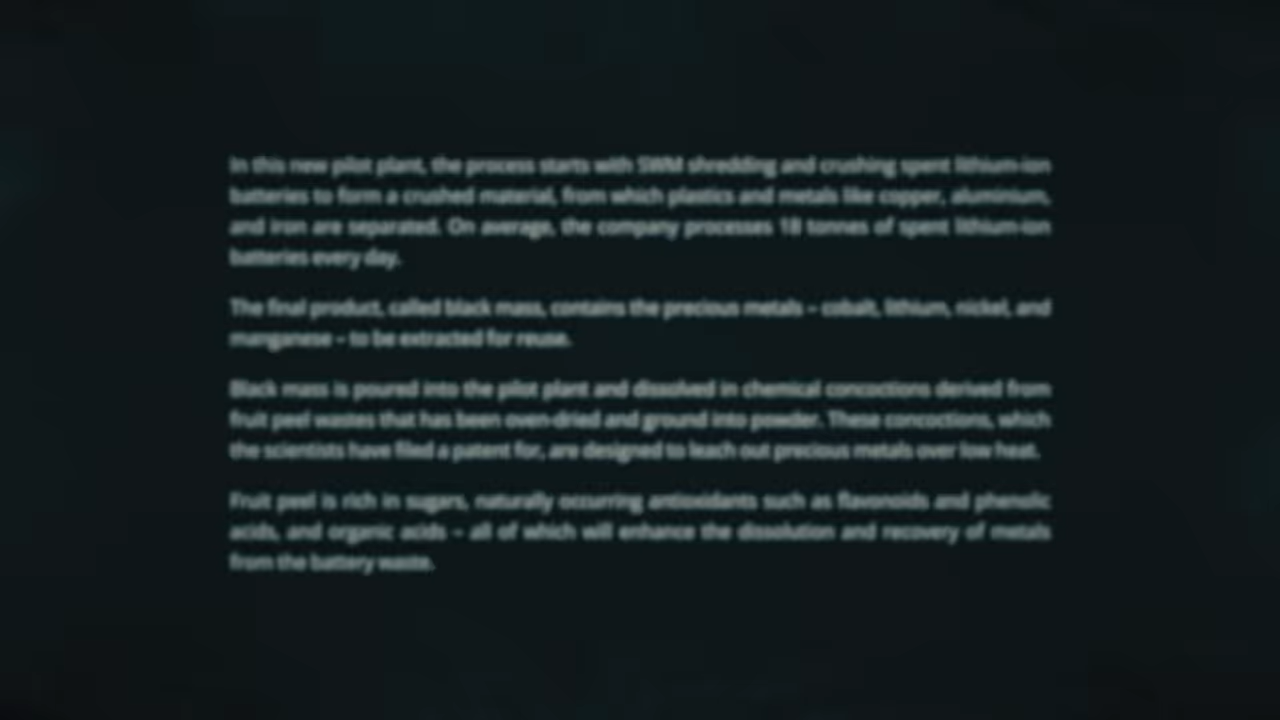 In this new pilot plant, the process starts with SWM shredding and crushing spent lithium-ion
batteries to form a crushed material, from which plastics and metals like copper, aluminium,
and iron are separated. On average, the company processes 18 tonnes of spent lithium-ion
batteries every day.
The final product, called black mass, contains the precious metals – cobalt, lithium, nickel, and
manganese – to be extracted for reuse.
Black mass is poured into the pilot plant and dissolved in chemical concoctions derived from
fruit peel wastes that has been oven-dried and ground into powder. These concoctions, which
the scientists have filed a patent for, are designed to leach out precious metals over low heat.
Fruit peel is rich in sugars, naturally occurring antioxidants such as flavonoids and phenolic
acids, and organic acids – all of which will enhance the dissolution and recovery of metals
from the battery waste.